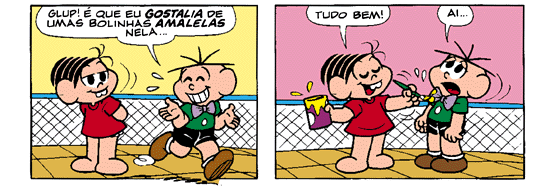 GLUP! É QUE EU GOSTALIA DE
UMAS BOLINHAS AMALELAS
NELA...
TUDO BEM!
AI...